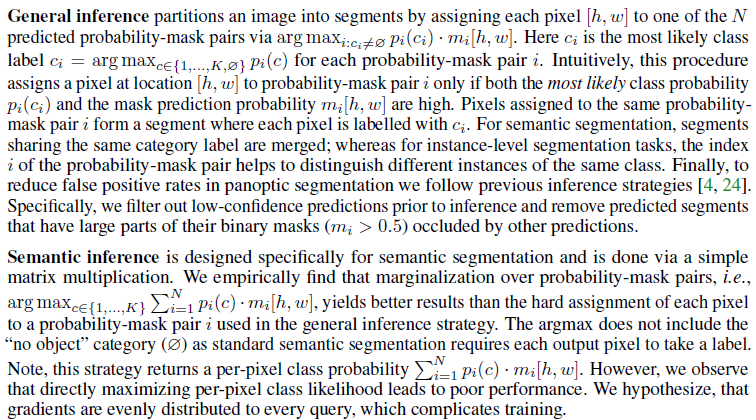 General inference partitions an image into segments by assigning each pixel [h, w] to one of the N
predicted probability-mask pairs via arg max_{i:c_i≠∅} p_i(c_i) · m_i[h, w]. Here c_i is the most likely class
label c_i = arg max_{c∈{1,...,K,∅}} p_i(c) for each probability-mask pair i. Intuitively, this procedure
assigns a pixel at location [h, w] to probability-mask pair i only if both the most likely class probability
p_i(c_i) and the mask prediction probability m_i[h, w] are high. Pixels assigned to the same probability-
mask pair i form a segment where each pixel is labelled with c_i. For semantic segmentation, segments
sharing the same category label are merged; whereas for instance-level segmentation tasks, the index
i of the probability-mask pair helps to distinguish different instances of the same class. Finally, to
reduce false positive rates in panoptic segmentation we follow previous inference strategies [4, 24].
Specifically, we filter out low-confidence predictions prior to inference and remove predicted segments
that have large parts of their binary masks (m_i > 0.5) occluded by other predictions.
Semantic inference is designed specifically for semantic segmentation and is done via a simple
matrix multiplication. We empirically find that marginalization over probability-mask pairs, i.e.,
arg max_{c∈{1,...,K}} ∑_{i=1}^{N} p_i(c) · m_i[h, w], yields better results than the hard assignment of each pixel
to a probability-mask pair i used in the general inference strategy. The argmax does not include the
“no object” category (∅) as standard semantic segmentation requires each output pixel to take a label.
Note, this strategy returns a per-pixel class probability ∑_{i=1}^{N} p_i(c) · m_i[h, w]. However, we observe
that directly maximizing per-pixel class likelihood leads to poor performance. We hypothesize, that
gradients are evenly distributed to every query, which complicates training.